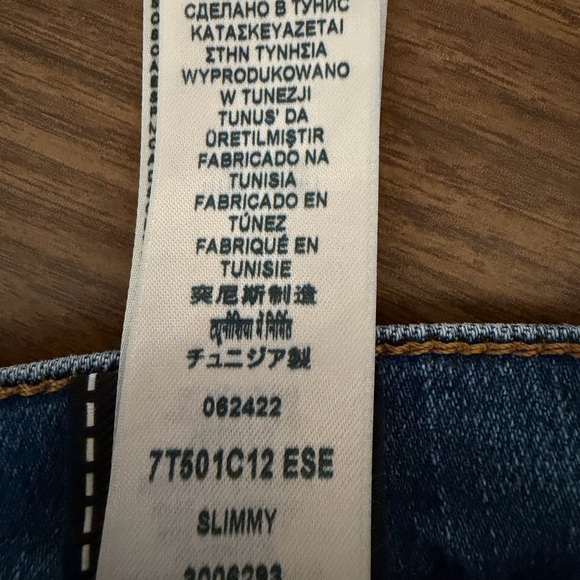 СДЕЛАНО В ТУНИС
ΚΑΤΑΣΚΕΥΑΖΕΤΑΙ
ΣΤΗΝ ΤΥΝΗΣΙΑ
WYPRODUKOWANO
W TUNEZJI
TUNUS' DA
ÜRETILMIŞTIR
FABRICADO NA
TUNISIA
FABRICADO EN
TÚNEZ
FABRIQUÉ EN
TUNISIE
突尼斯制造
ट्यूनीशिया में निर्मित
チュニジア製
062422
7T501C12 ESE
SLIMMY
3006293